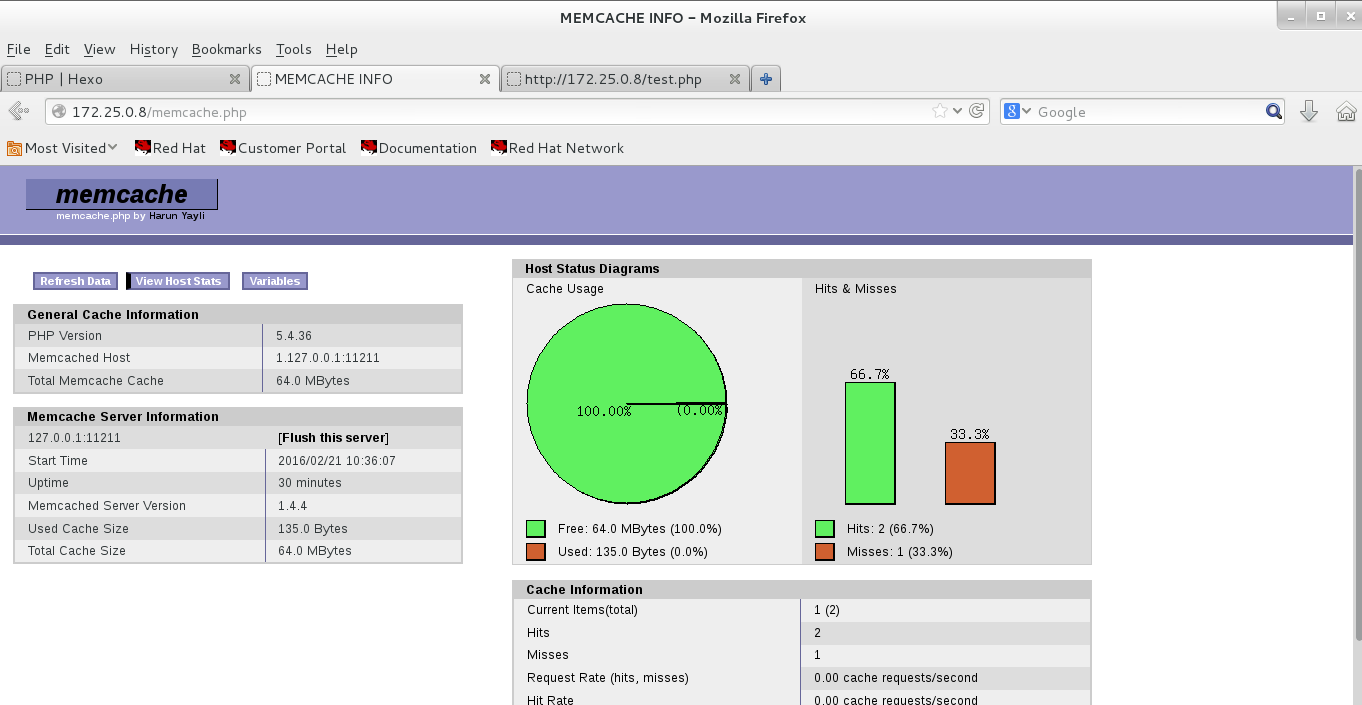 MEMCACHE INFO - Mozilla Firefox
File Edit View History Bookmarks Tools Help
PHP | Hexo
MEMCACHE INFO
http://172.25.0.8/test.php
172.25.0.8/memcache.php
8 Google
Most Visited Red Hat Customer Portal Documentation Red Hat Network
memcache
memcache.php by Harun Yayli
Refresh Data View Host Stats Variables
General Cache Information
PHP Version 5.4.36
Memcached Host 1.127.0.0.1:11211
Total Memcache Cache 64.0 MBytes
Memcache Server Information
127.0.0.1:11211 [Flush this server]
Start Time 2016/02/21 10:36:07
Uptime 30 minutes
Memcached Server Version 1.4.4
Used Cache Size 135.0 Bytes
Total Cache Size 64.0 MBytes
Host Status Diagrams
Cache Usage Hits & Misses
100.00% (0.00%
66.7%
33.3%
Free: 64.0 MBytes (100.0%) Hits: 2 (66.7%)
Used: 135.0 Bytes (0.0%) Misses: 1 (33.3%)
Cache Information
Current Items(total) 1 (2)
Hits 2
Misses 1
Request Rate (hits, misses) 0.00 cache requests/second
Hit Rate 0.00 cache requests/second